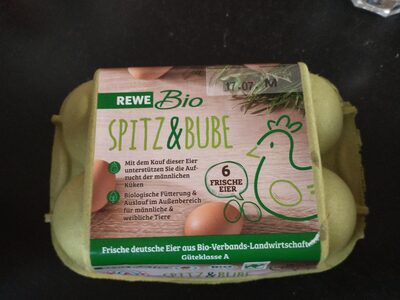 17.07. M
REWE Bio
SPITZ & BUBE
Mit dem Kauf dieser Eier
unterstützen Sie die Auf-
zucht der männlichen
Küken
Biologische Fütterung &
Auslauf im Außenbereich
für männliche &
weibliche Tiere
6
FRISCHE
EIER
Frische deutsche Eier aus Bio-Verbands-Landwirtschaft
Güteklasse A